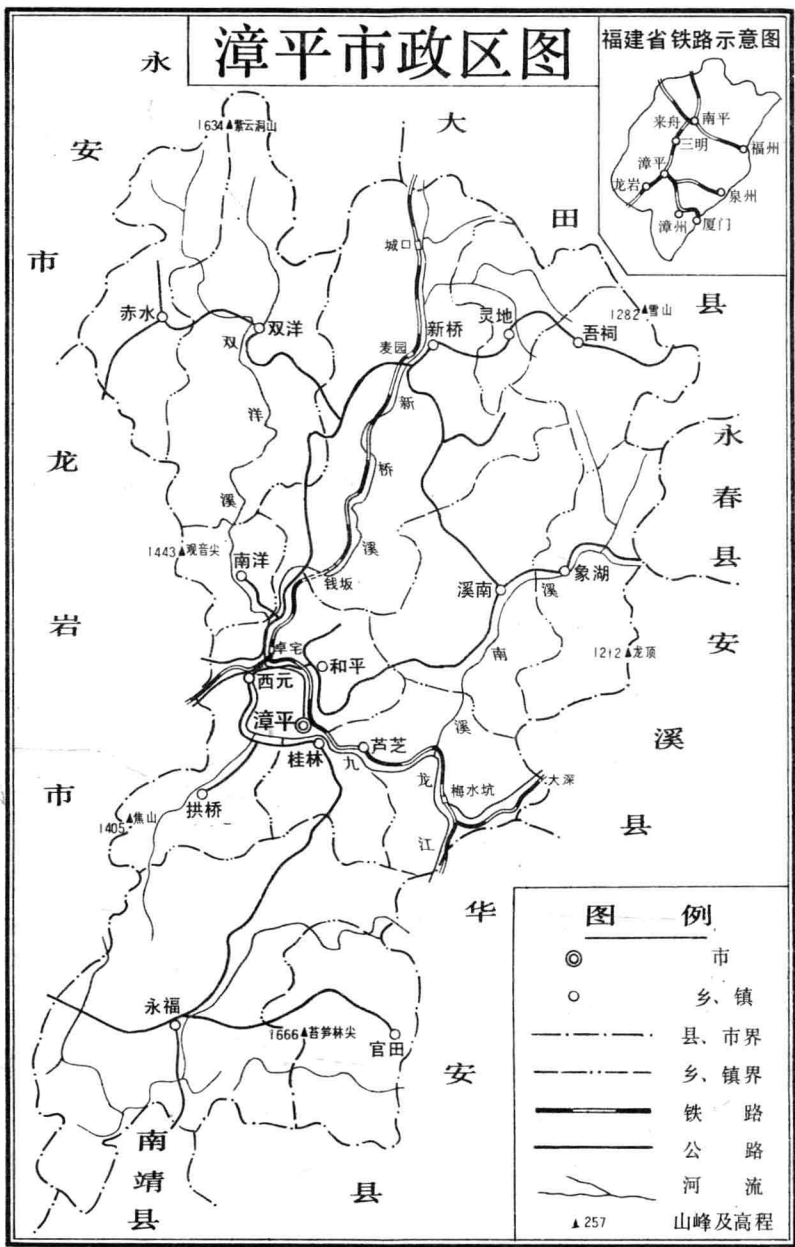 漳平市政区图
福建省铁路示意图
来舟
南平
三明
福州
漳平
龙岩
泉州
漳州
厦门
永安市
大田县
1634▲紫云洞山
城口
赤水
双洋
麦园
新桥
灵地
吾祠
1282▲雪山
双洋溪
新桥溪
永春县
龙岩市
1443▲观音尖
南洋
钱坂
溪南
象湖
溪南溪
卓宅
和平
西元
1212▲龙顶
安溪县
漳平
桂林
芦芝
九龙江
梅水坑
大深
拱桥
1405▲焦山
华安县
永福
1666▲苔笋林尖
官田
南靖县
图 例
市
乡、镇
县、市界
乡、镇界
铁 路
公 路
河 流
▲257 山峰及高程